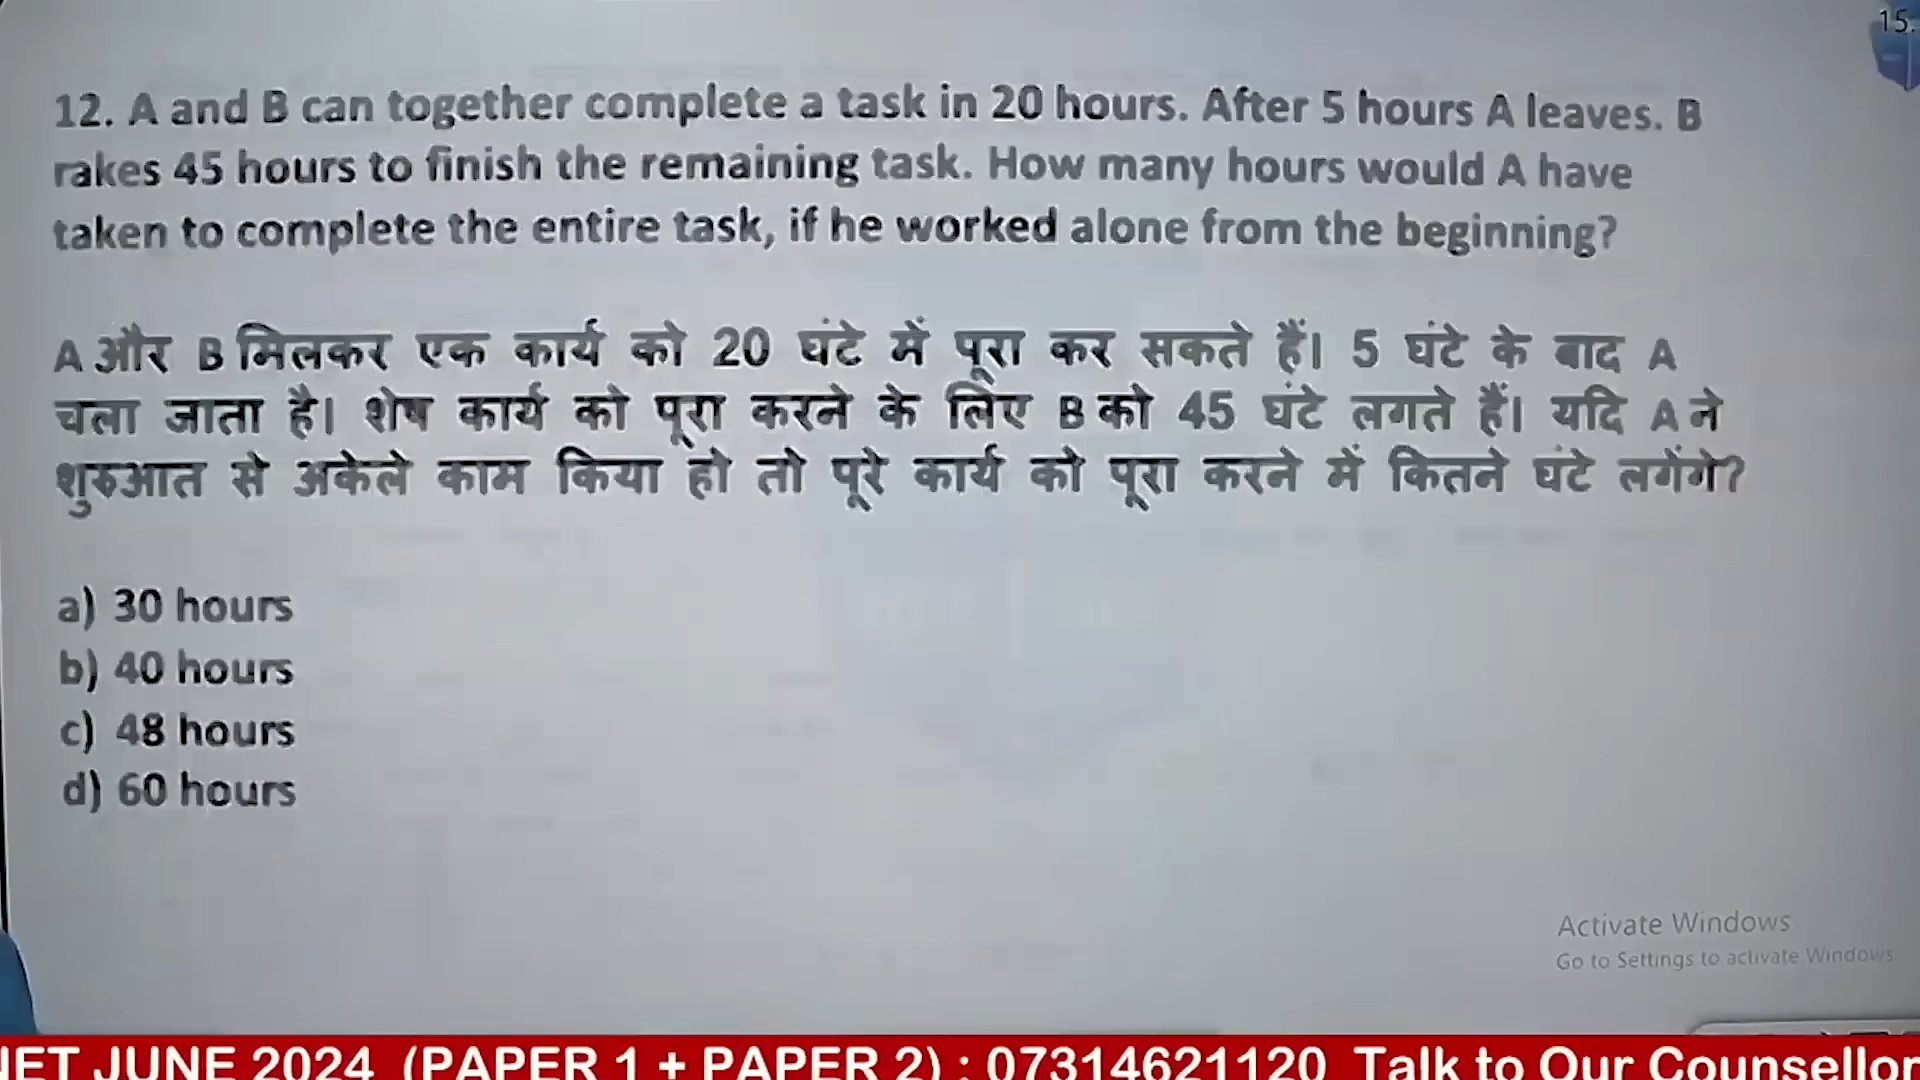 15.
12. A and B can together complete a task in 20 hours. After 5 hours A leaves. B
rakes 45 hours to finish the remaining task. How many hours would A have
taken to complete the entire task, if he worked alone from the beginning?
A और B मिलकर एक कार्य को 20 घंटे में पूरा कर सकते हैं। 5 घंटे के बाद A
चला जाता है। शेष कार्य को पूरा करने के लिए B को 45 घंटे लगते हैं। यदि A ने
शुरुआत से अकेले काम किया हो तो पूरे कार्य को पूरा करने में कितने घंटे लगेंगे?
a) 30 hours
b) 40 hours
c) 48 hours
d) 60 hours
Activate Windows
Go to Settings to activate Windows
NET JUNE 2024 (PAPER 1 + PAPER 2) : 07314621120 Talk to Our Counsellor